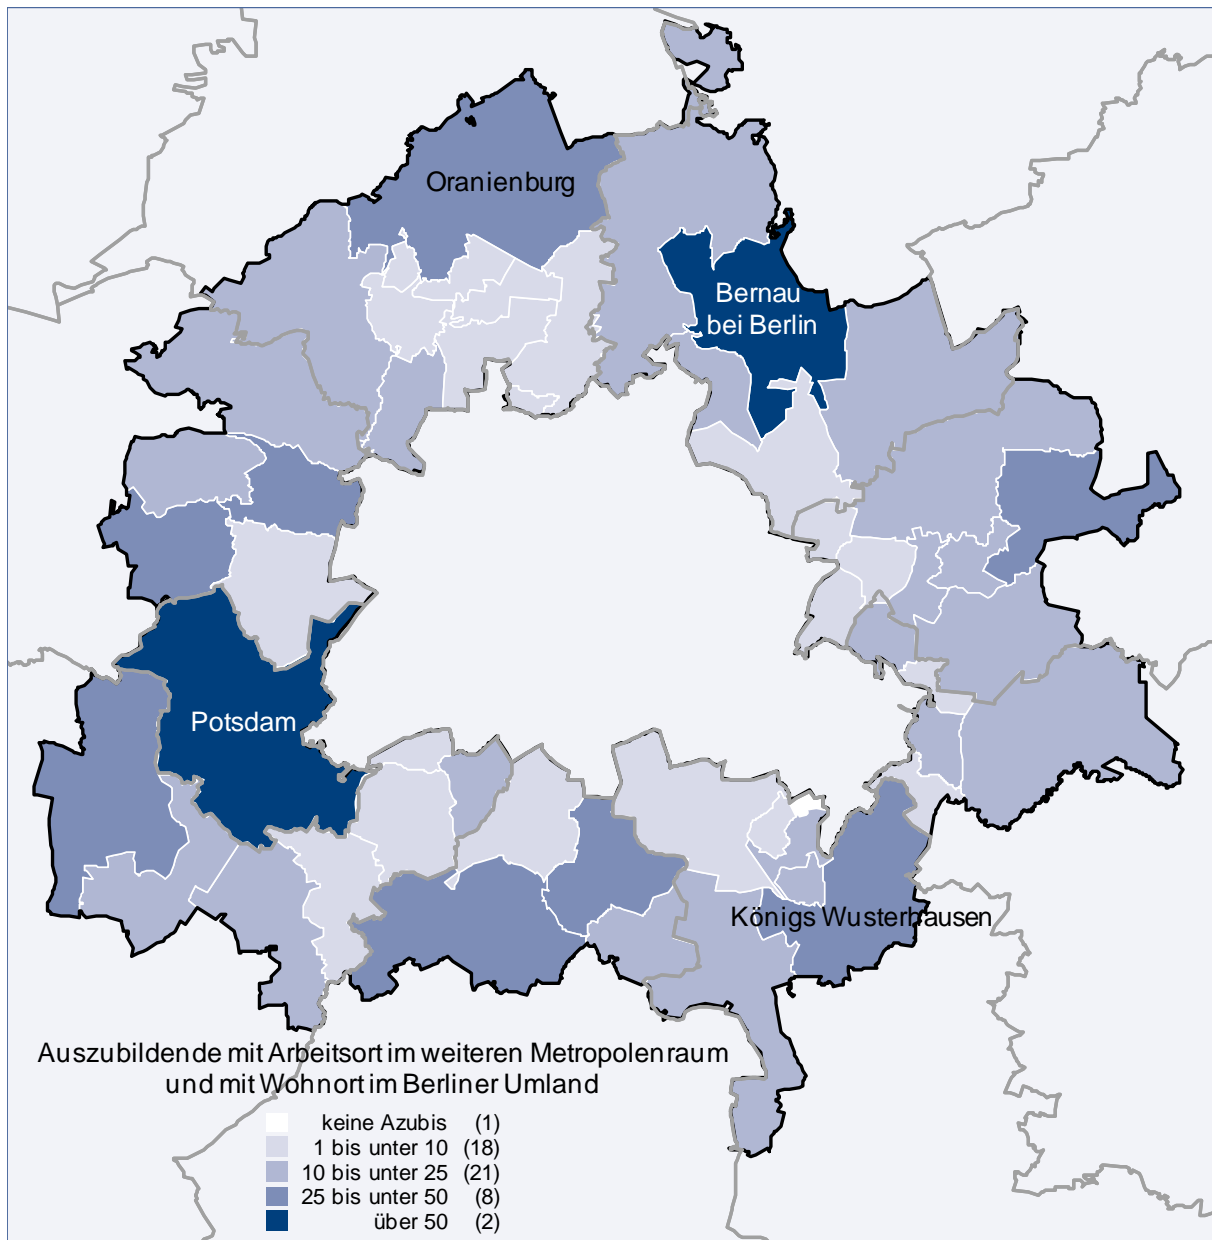 Oranienburg
Bernau
bei Berlin
Potsdam
Königs Wusterhausen
Auszubildende mit Arbeitsort im weiteren Metropolenraum
und mit Wohnort im Berliner Umland
keine Azubis (1)
1 bis unter 10 (18)
10 bis unter 25 (21)
25 bis unter 50 (8)
über 50 (2)